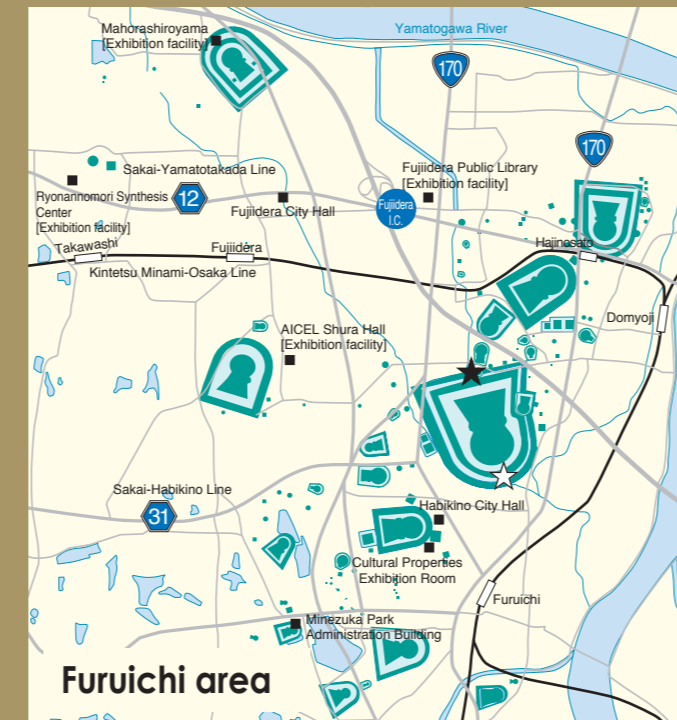 Mahorashiroyama
[Exhibition facility]
Yamatogawa River
170
170
Sakai-Yamatotakada Line
12
Ryonannomori Synthesis
Center
[Exhibition facility]
Fujiidera City Hall
Fujiidera
I.C.
Fujiidera Public Library
[Exhibition facility]
Takawashi
Fujiidera
Hajinosato
Kintetsu Minami-Osaka Line
Domyoji
AICEL Shura Hall
[Exhibition facility]
Sakai-Habikino Line
31
Habikino City Hall
Cultural Properties
Exhibition Room
Furuichi
Minezuka Park
Administration Building
Furuichi area